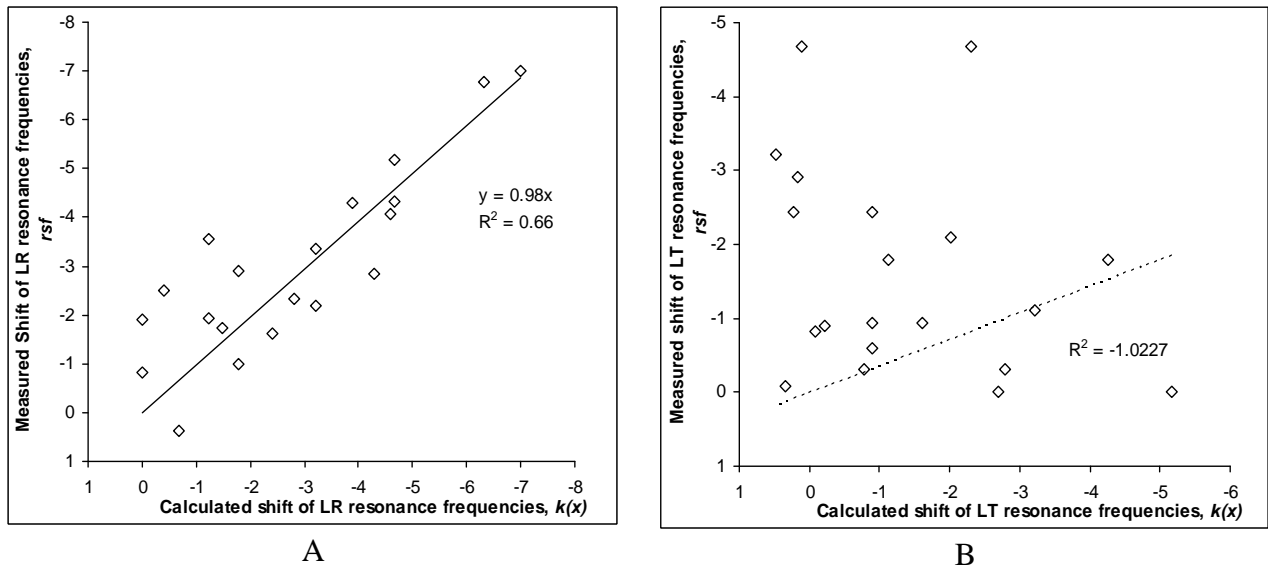 Measured Shift of LR resonance frequencies,
rsf
-8
-7
-6
-5
-4
-3
-2
-1
0
1
y = 0.98x
R² = 0.66
1 0 -1 -2 -3 -4 -5 -6 -7 -8
Calculated shift of LR resonance frequencies, k(x)
A
Measured shift of LT resonance frequencies,
rsf
-5
-4
-3
-2
-1
0
1
R² = -1.0227
1 0 -1 -2 -3 -4 -5 -6
Calculated shift of LT resonance frequencies, k(x)
B